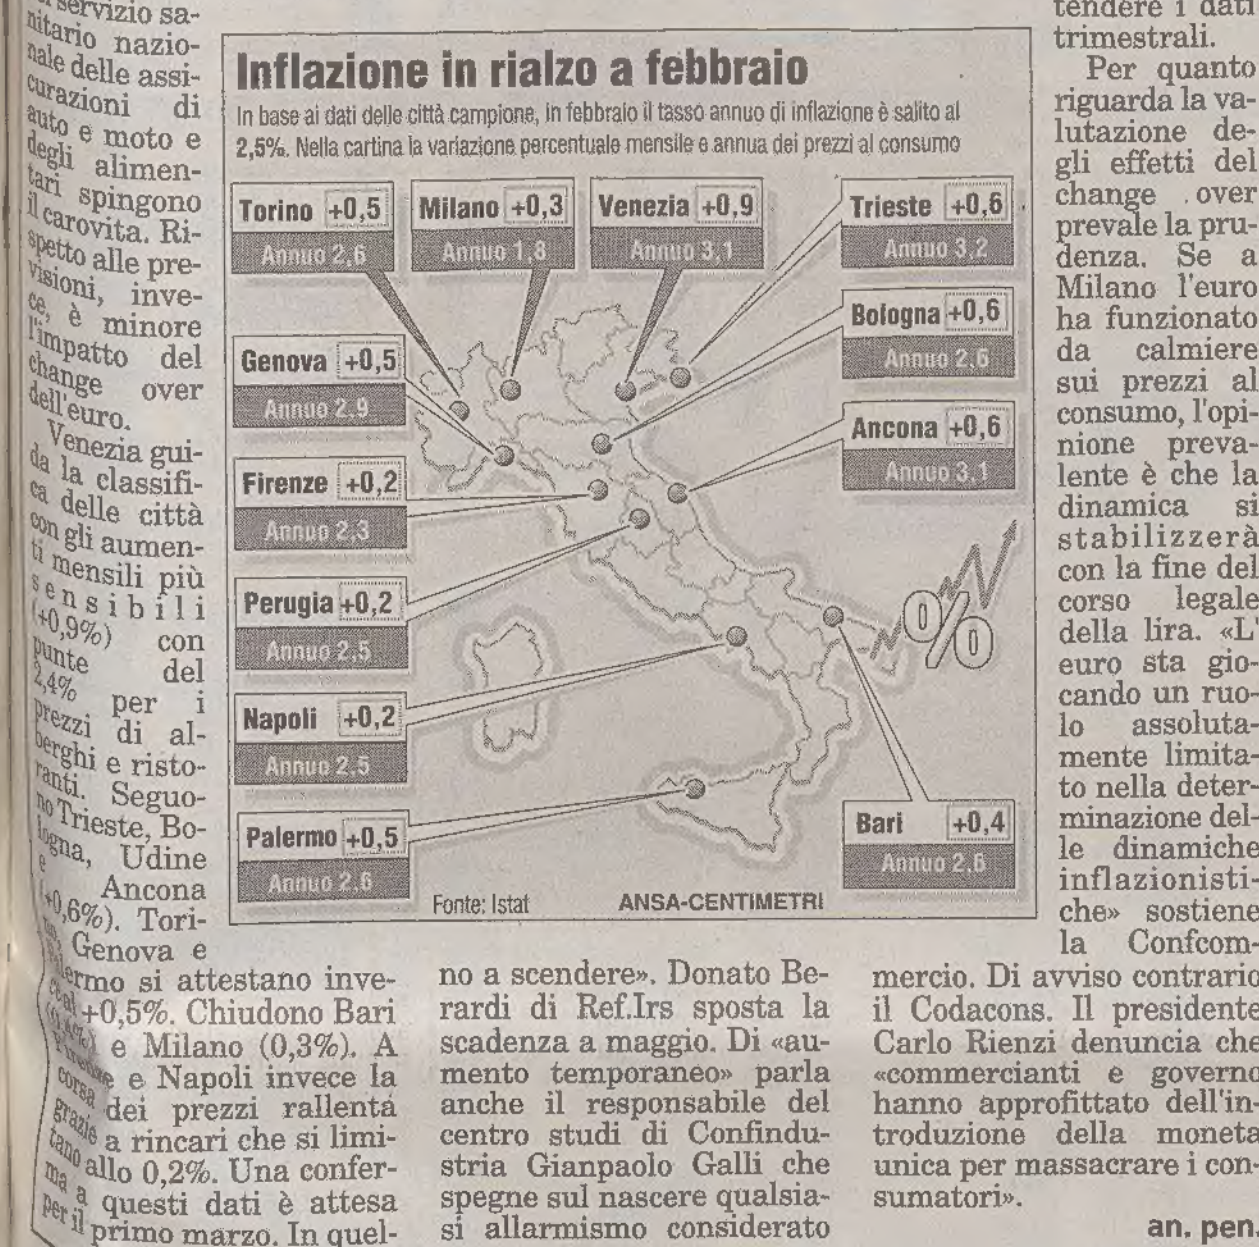 servizio sa-
nitario nazio-
nale delle assi-
curazioni di
auto e moto e
degli alimen-
tari spingono
il carovita. Ri-
spetto alle pre-
visioni, inve-
ce, è minore
l'impatto del
change over
dell'euro.
Venezia gui-
da la classifi-
ca delle città
con gli aumen-
ti mensili più
sensibili
(+0,9%) con
punte del
2,4% per i
prezzi di al-
berghi e risto-
ranti. Seguo-
no Trieste, Bo-
logna, Udine
e Ancona
(+0,6%). Tori-
no, Genova e
Palermo si attestano inve-
ce al +0,5%. Chiudono Bari
(0,4%) e Milano (0,3%). A
Firenze e Napoli invece la
corsa dei prezzi rallenta
grazie a rincari che si limi-
tano allo 0,2%. Una confer-
ma a questi dati è attesa
per il primo marzo. In quel-
Inflazione in rialzo a febbraio
In base ai dati delle città campione, in febbraio il tasso annuo di inflazione è salito al
2,5%. Nella cartina la variazione percentuale mensile e annua dei prezzi al consumo
Torino +0,5
Annuo 2,6
Milano +0,3
Annuo 1,8
Venezia +0,9
Annuo 3,1
Trieste +0,6
Annuo 3,2
Bologna +0,6
Annuo 2,6
Genova +0,5
Annuo 2,9
Ancona +0,6
Annuo 3,1
Firenze +0,2
Annuo 2,3
Perugia +0,2
Annuo 2,5
%
Napoli +0,2
Annuo 2,5
Palermo +0,5
Annuo 2,6
Bari +0,4
Annuo 2,6
Fonte: Istat
ANSA-CENTIMETRI
no a scendere». Donato Be-
rardi di Ref.Irs sposta la
scadenza a maggio. Di «au-
mento temporaneo» parla
anche il responsabile del
centro studi di Confindu-
stria Gianpaolo Galli che
spegne sul nascere qualsia-
si allarmismo considerato
tendere i dati
trimestrali.
Per quanto
riguarda la va-
lutazione de-
gli effetti del
change over
prevale la pru-
denza. Se a
Milano l'euro
ha funzionato
da calmiere
sui prezzi al
consumo, l'opi-
nione preva-
lente è che la
dinamica si
stabilizzerà
con la fine del
corso legale
della lira. «L'
euro sta gio-
cando un ruo-
lo assoluta-
mente limita-
to nella deter-
minazione del-
le dinamiche
inflazionisti-
che» sostiene
la Confcom-
mercio. Di avviso contrario
il Codacons. Il presidente
Carlo Rienzi denuncia che
«commercianti e governo
hanno approfittato dell'in-
troduzione della moneta
unica per massacrare i con-
sumatori».
an. pen.